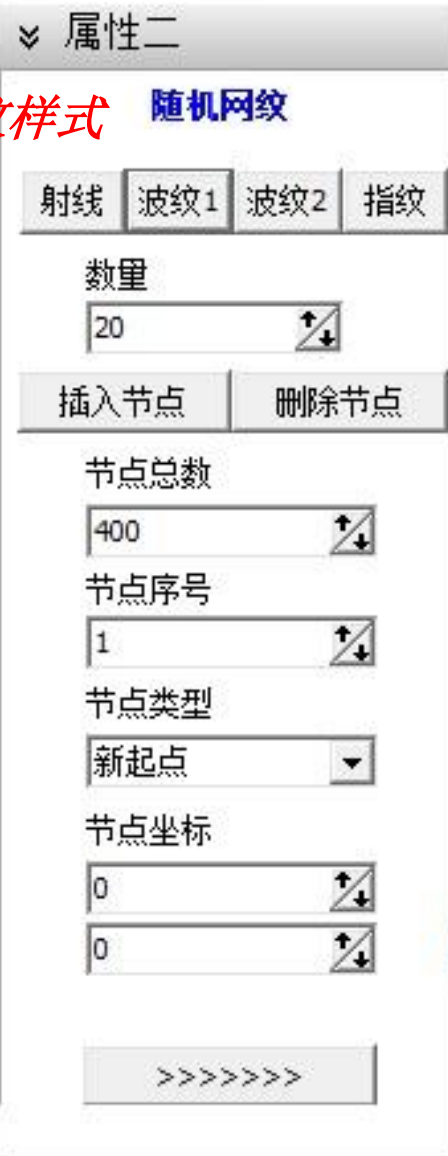 属性二
样式 随机网纹
射线 波纹1 波纹2 指纹
数量
20
插入节点 删除节点
节点总数
400
节点序号
1
节点类型
新起点
节点坐标
0
0
>>>>>>>